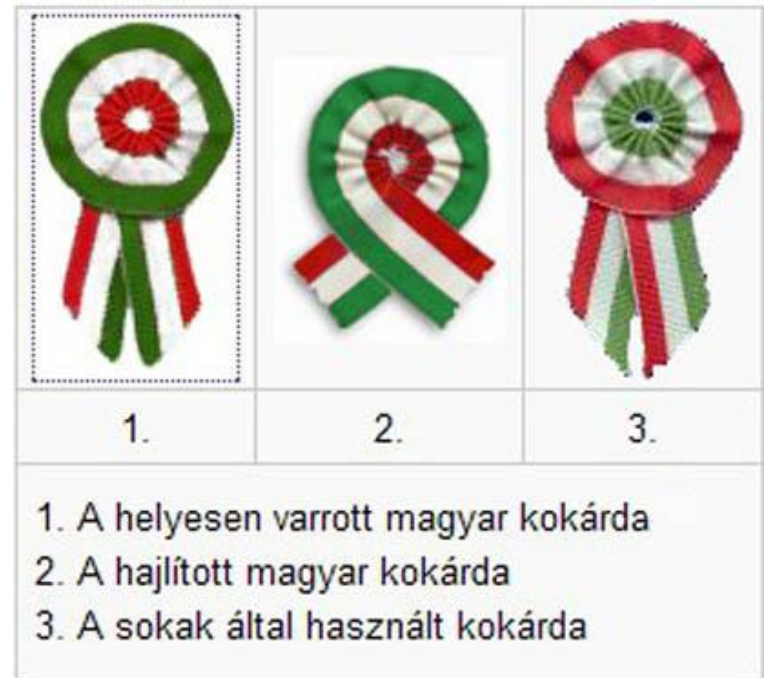 1.
2.
3.
1. A helyesen varrott magyar kokárda
2. A hajlított magyar kokárda
3. A sokak által használt kokárda